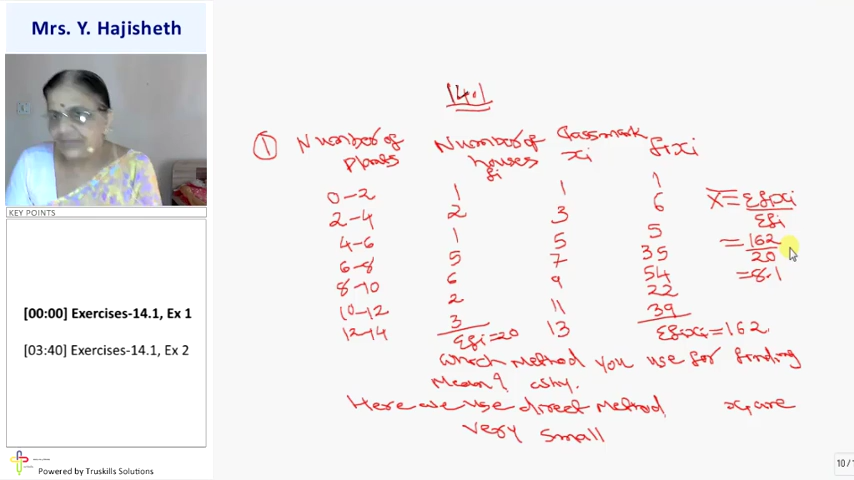 Mrs. Y. Hajisheth
KEY POINTS
[00:00] Exercises-14.1, Ex 1
[03:40] Exercises-14.1, Ex 2
Powered by Truskills Solutions
14.1
① Number of plants Number of houses fi Classmark xi fixi
0-2 1 1 1
2-4 2 3 6
4-6 1 5 5
6-8 5 7 35
8-10 6 9 54
10-12 2 11 22
12-14 3 13 39
Σfi=20 Σfixi=162
X̄=Σfixi/Σfi
=162/20
=8.1
Which Method you use for finding
Mean? Why.
Here we use direct Method xi are
very small
10/1